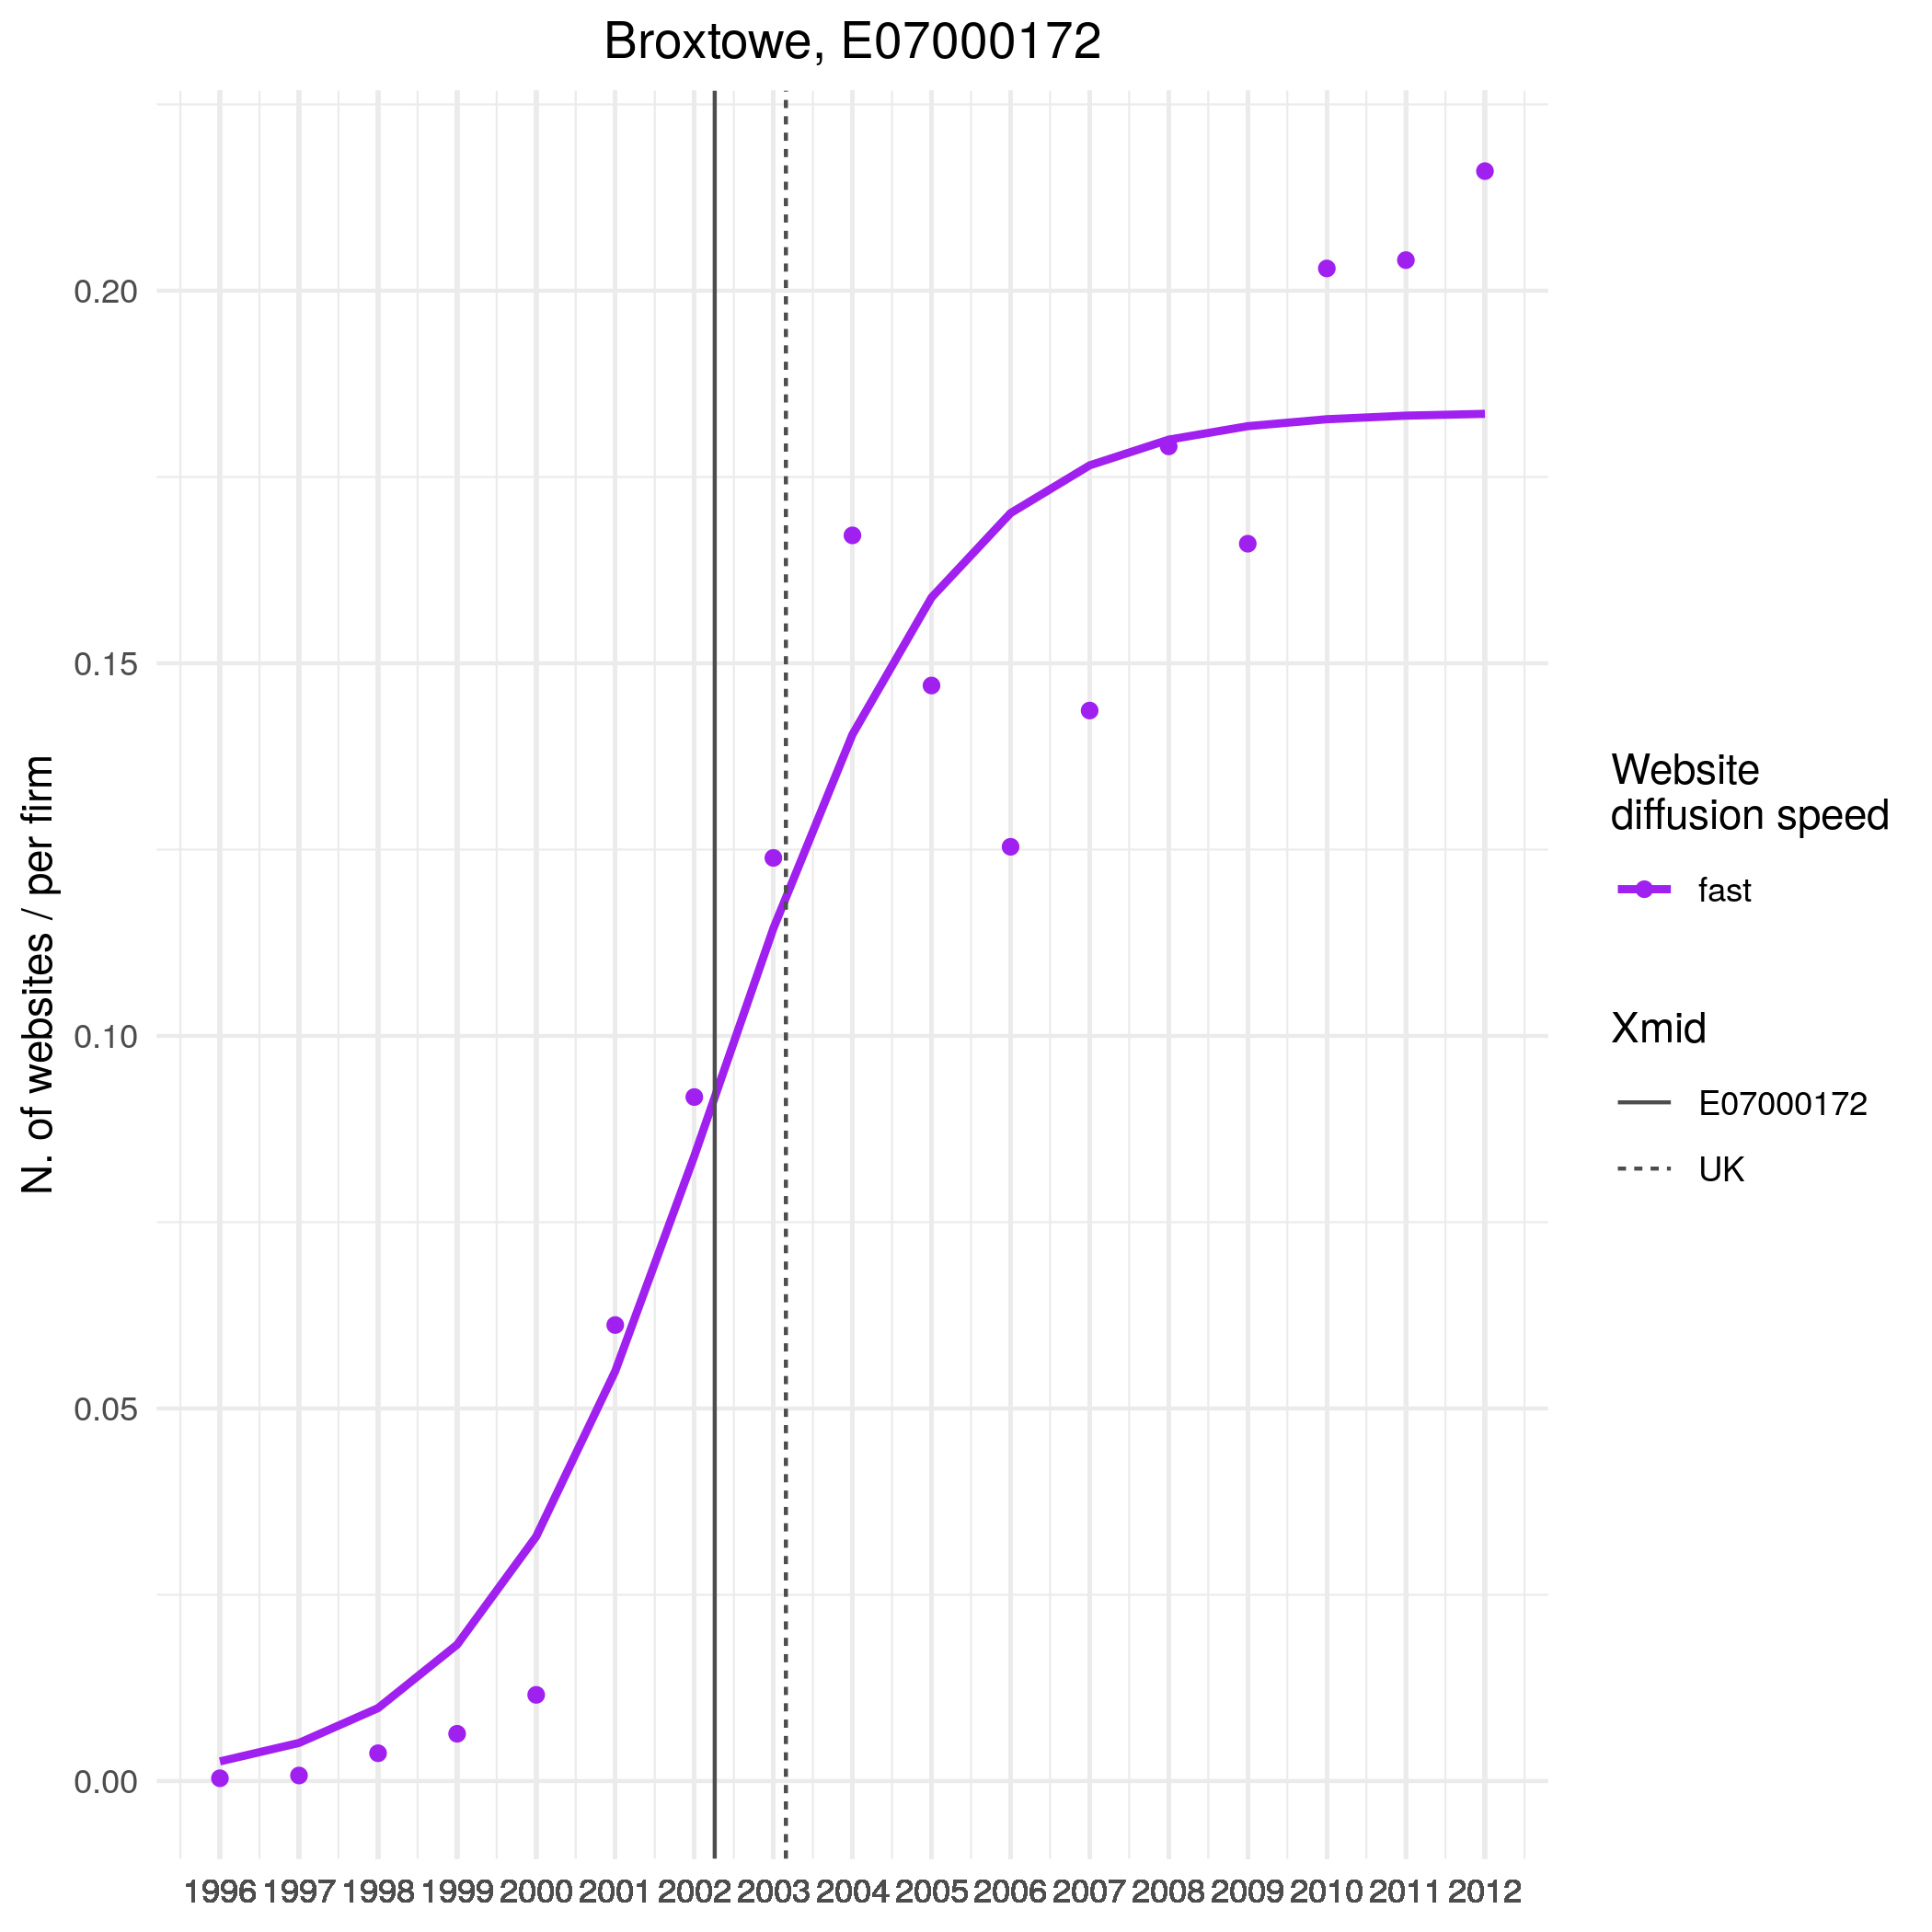 Broxtowe, E07000172
N. of websites / per firm
0.20
0.15
0.10
0.05
0.00
1996 1997 1998 1999 2000 2001 2002 2003 2004 2005 2006 2007 2008 2009 2010 2011 2012
Website
diffusion speed
fast
Xmid
E07000172
UK